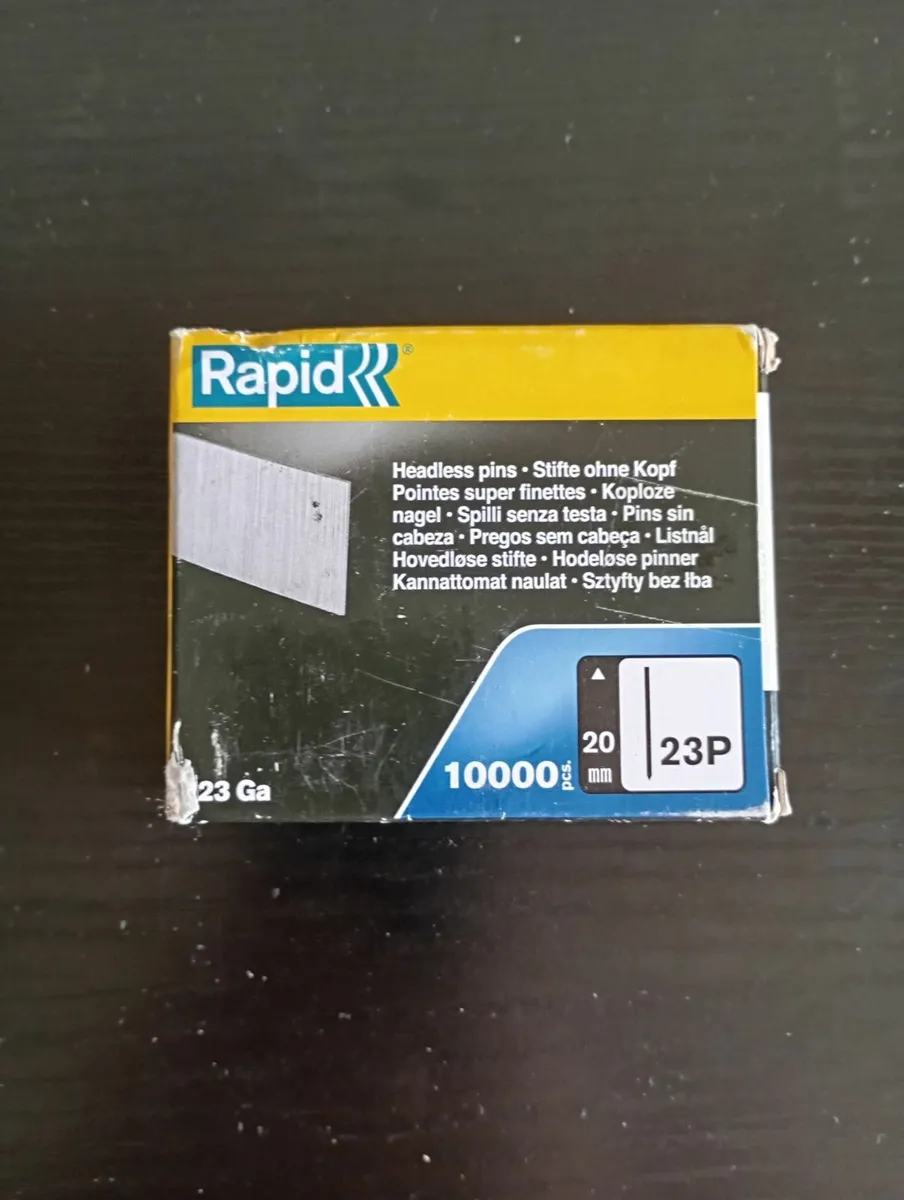 Rapid®
Headless pins • Stifte ohne Kopf
Pointes super finettes • Koploze
nagel • Spilli senza testa • Pins sin
cabeza • Pregos sem cabeça • Listnål
Hovedløse stifte • Hodeløse pinner
Kannattomat naulat • Sztyfty bez łba
20
mm
23P
10000 pcs.
23 Ga